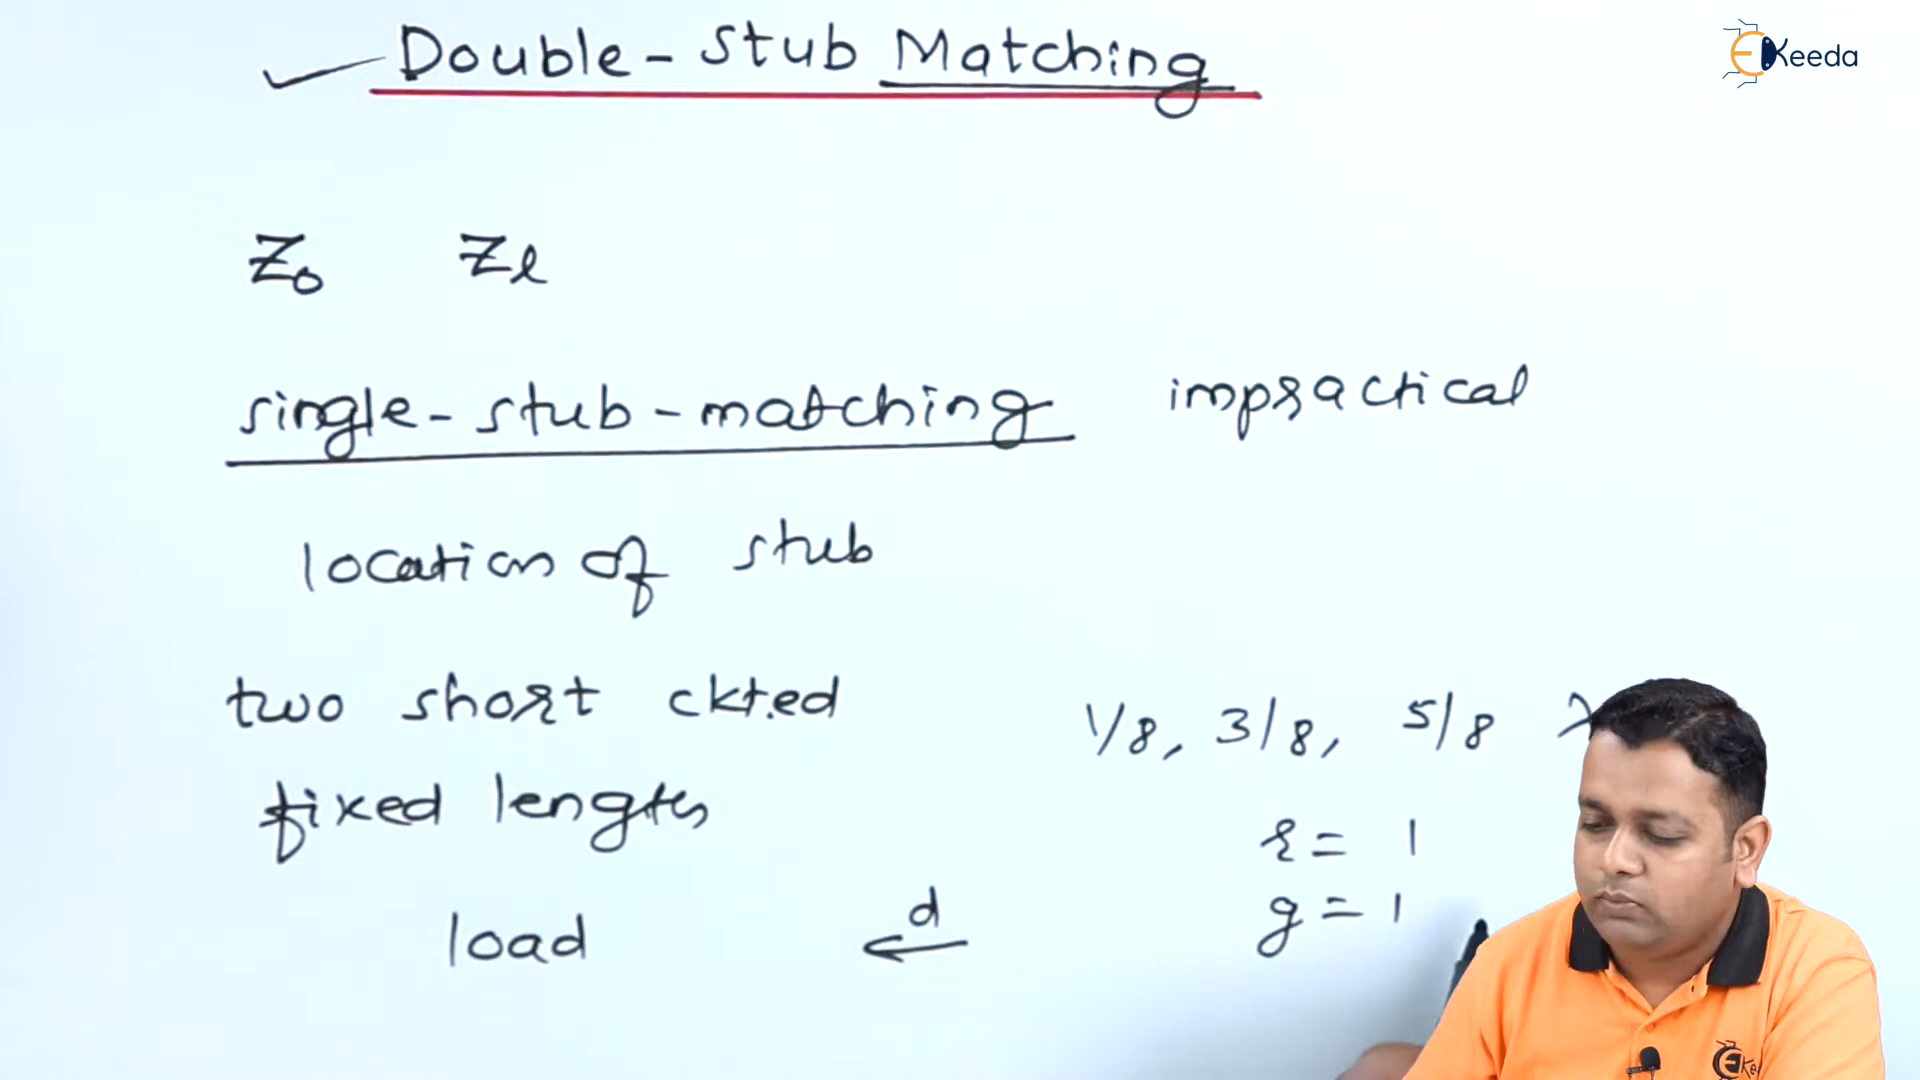 Double - Stub Matching
EKeeda
Z0 Zl
single - stub - matching impractical
location of stub
two short ckted 1/8, 3/8, 5/8 λ
fixed length
r = 1
load d g = 1